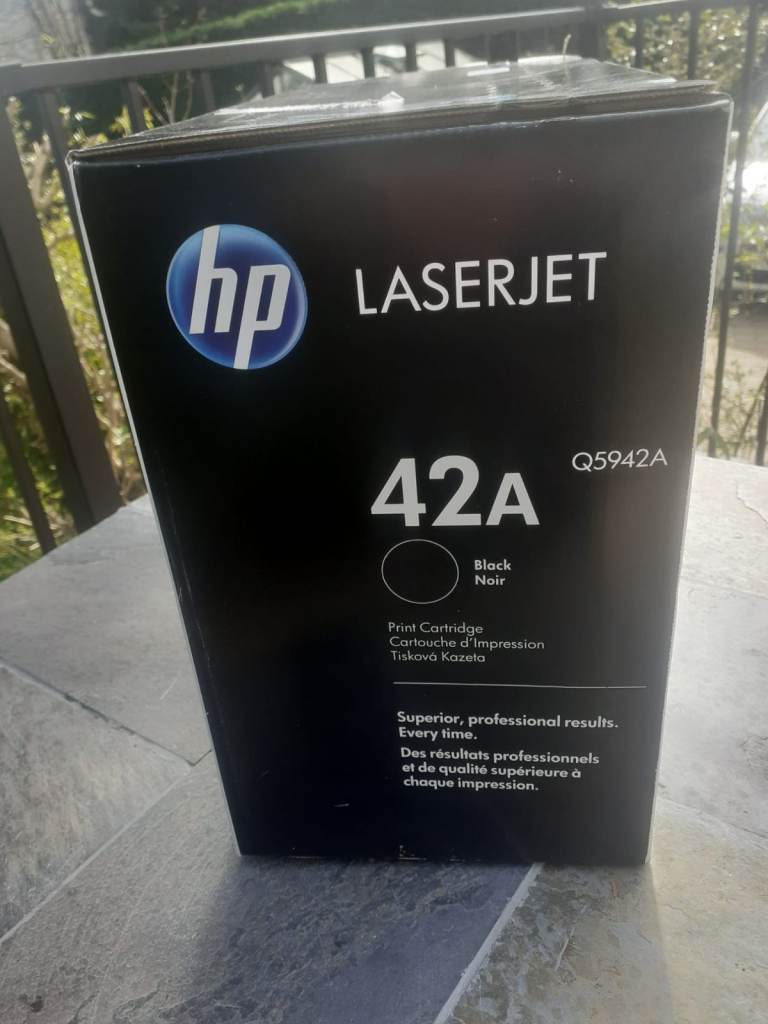 hp
LASERJET
42A
Q5942A
Black
Noir
Print Cartridge
Cartouche d'Impression
Tisková Kazeta
Superior, professional results.
Every time.
Des résultats professionnels
et de qualité supérieure à
chaque impression.